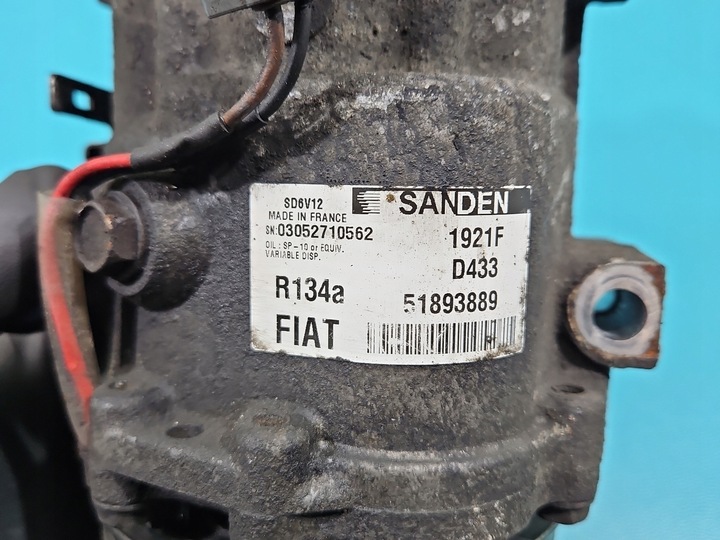 SD6V12
SANDEN
MADE IN FRANCE
SN:03052710562
1921F
OIL : SP-10 or EQUIV.
VARIABLE DISP.
D433
R134a
51893889
FIAT